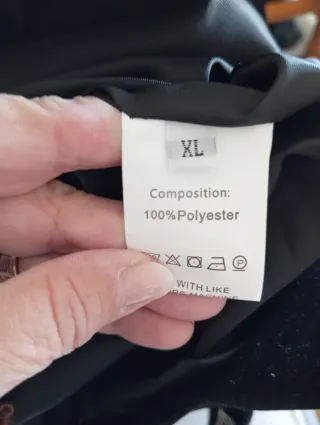 XL
Composition:
100%Polyester
P
WITH LIKE